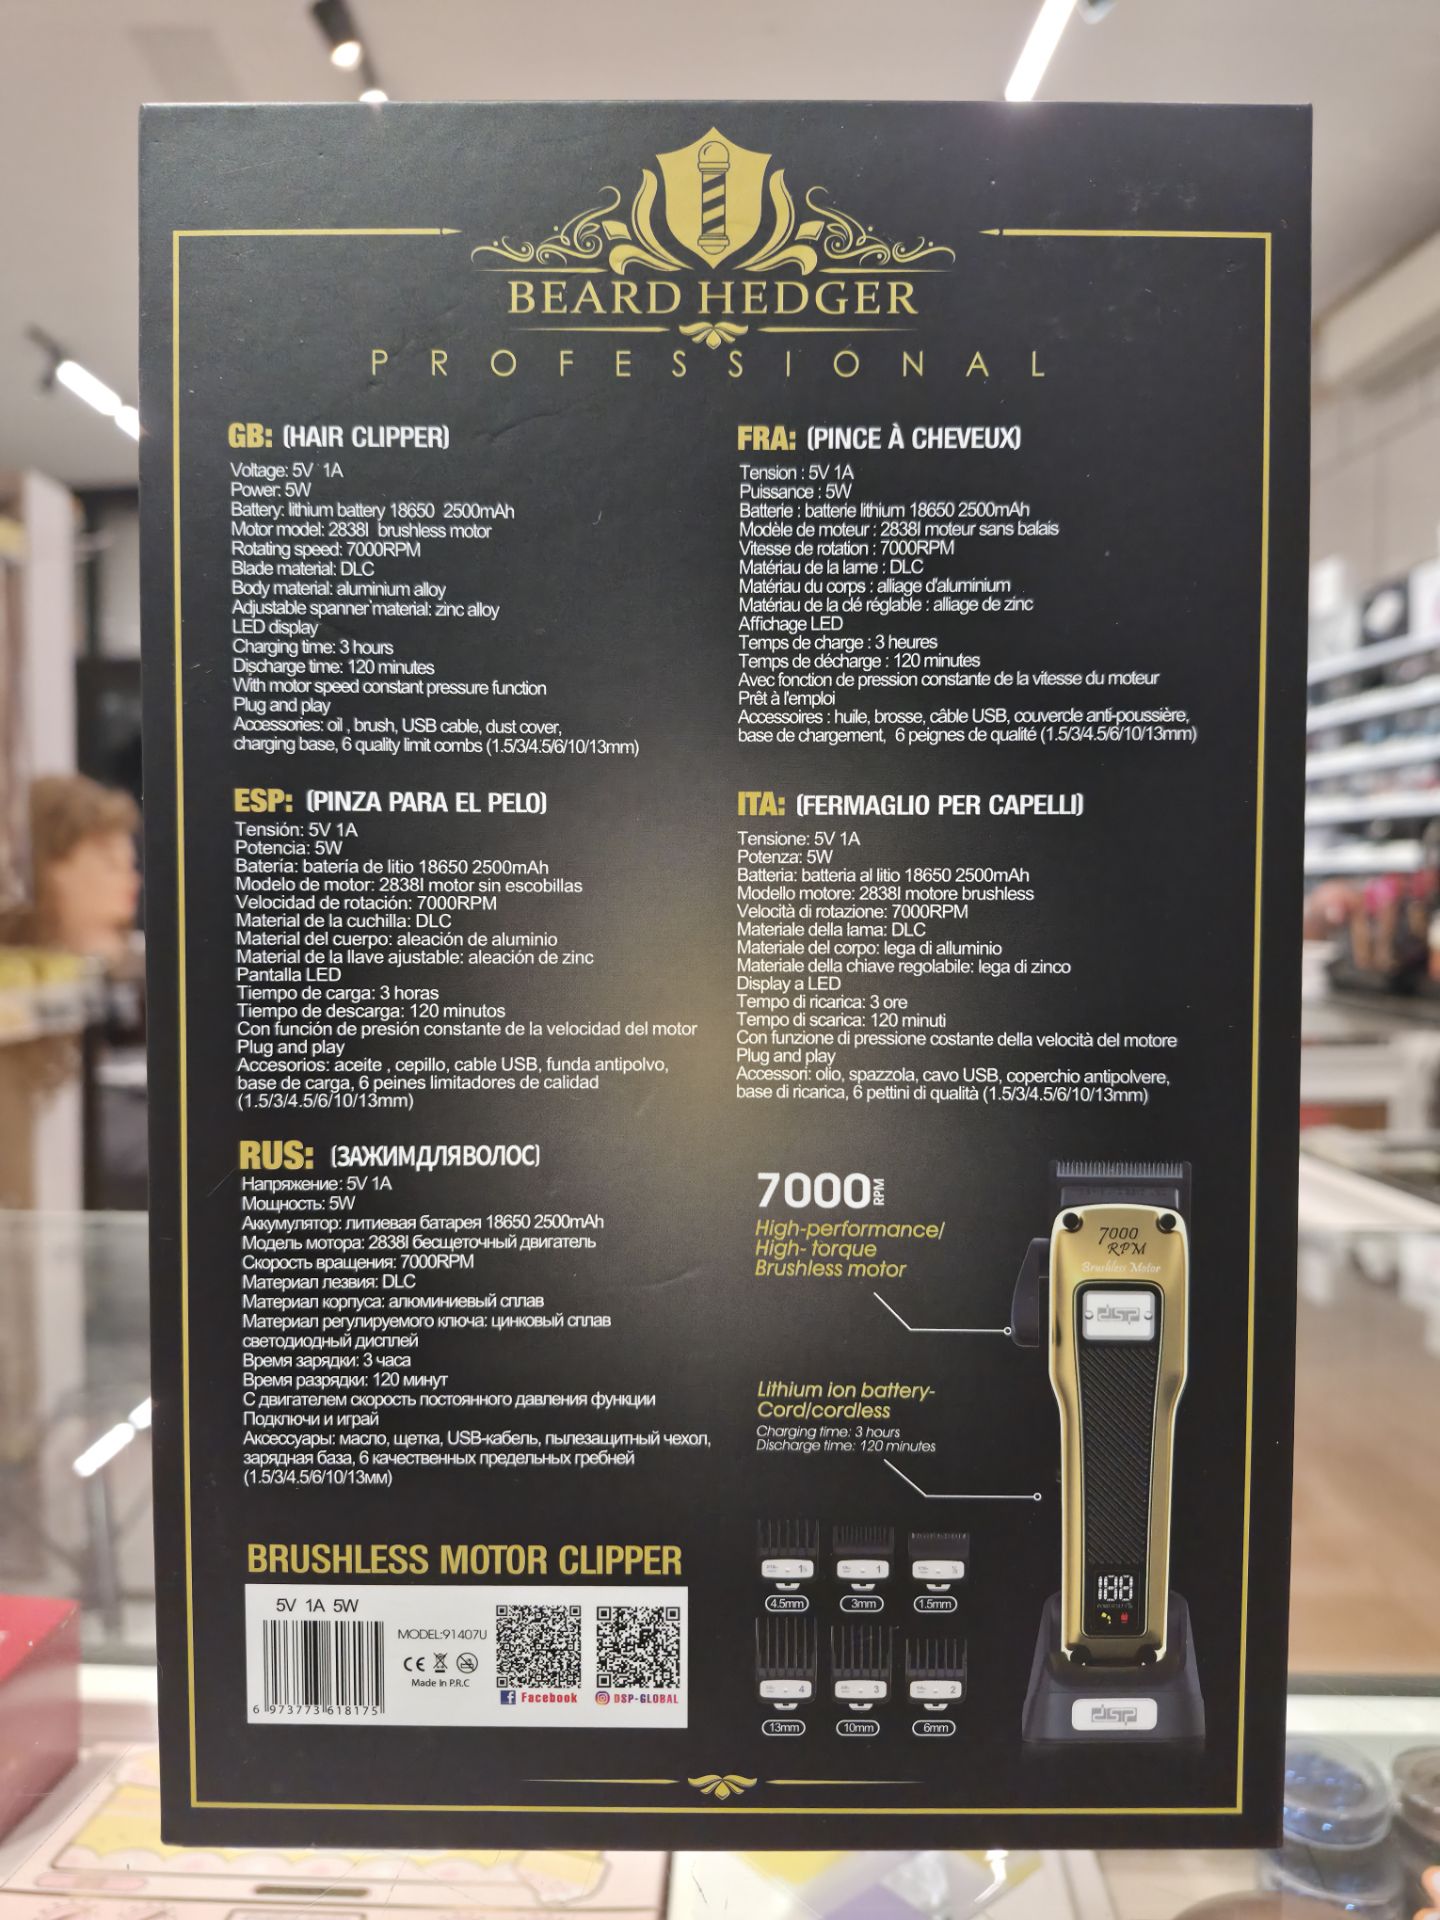 BEARD HEDGER
PROFESSIONAL
GB: (HAIR CLIPPER)
Voltage: 5V 1A
Power: 5W
Battery: lithium battery 18650 2500mAh
Motor model: 2838I brushless motor
Rotating speed: 7000RPM
Blade material: DLC
Body material: aluminium alloy
Adjustable spanner material: zinc alloy
LED display
Charging time: 3 hours
Discharge time: 120 minutes
With motor speed constant pressure function
Plug and play
Accessories: oil , brush, USB cable, dust cover,
charging base, 6 quality limit combs (1.5/3/4.5/6/10/13mm)
FRA: (PINCE À CHEVEUX)
Tension : 5V 1A
Puissance : 5W
Batterie : batterie lithium 18650 2500mAh
Modèle de moteur : 2838I moteur sans balais
Vitesse de rotation : 7000RPM
Matériau de la lame : DLC
Matériau du corps : alliage d'aluminium
Matériau de la clé réglable : alliage de zinc
Affichage LED
Temps de charge : 3 heures
Temps de décharge : 120 minutes
Avec fonction de pression constante de la vitesse du moteur
Prêt à l'emploi
Accessoires : huile, brosse, câble USB, couvercle anti-poussière,
base de chargement, 6 peignes de qualité (1.5/3/4.5/6/10/13mm)
ESP: (PINZA PARA EL PELO)
Tensión: 5V 1A
Potencia: 5W
Batería: batería de litio 18650 2500mAh
Modelo de motor: 2838I motor sin escobillas
Velocidad de rotación: 7000RPM
Material de la cuchilla: DLC
Material del cuerpo: aleación de aluminio
Material de la llave ajustable: aleación de zinc
Pantalla LED
Tiempo de carga: 3 horas
Tiempo de descarga: 120 minutos
Con función de presión constante de la velocidad del motor
Plug and play
Accesorios: aceite , cepillo, cable USB, funda antipolvo,
base de carga, 6 peines limitadores de calidad
(1.5/3/4.5/6/10/13mm)
ITA: (FERMAGLIO PER CAPELLI)
Tensione: 5V 1A
Potenza: 5W
Batteria: batteria al litio 18650 2500mAh
Modello motore: 2838I motore brushless
Velocità di rotazione: 7000RPM
Materiale della lama: DLC
Materiale del corpo: lega di alluminio
Materiale della chiave regolabile: lega di zinco
Display a LED
Tempo di ricarica: 3 ore
Tempo di scarica: 120 minuti
Con funzione di pressione costante della velocità del motore
Plug and play
Accessori: olio, spazzola, cavo USB, coperchio antipolvere,
base di ricarica, 6 pettini di qualità (1.5/3/4.5/6/10/13mm)
RUS: (ЗАЖИМДЛЯВОЛОС)
Напряжение: 5V 1A
Мощность: 5W
Аккумулятор: литиевая батарея 18650 2500mAh
Модель мотора: 2838I бесщеточный двигатель
Скорость вращения: 7000RPM
Материал лезвия: DLC
Материал корпуса: алюминиевый сплав
Материал регулируемого ключа: цинковый сплав
светодиодный дисплей
Время зарядки: 3 часа
Время разрядки: 120 минут
С двигателем скорость постоянного давления функции
Подключи и играй
Аксессуары: масло, щетка, USB-кабель, пылезащитный чехол,
зарядная база, 6 качественных предельных гребней
(1.5/3/4.5/6/10/13мм)
7000RPM
High-performance/
High- torque
Brushless motor
Lithium ion battery-
Cord/cordless
Charging time: 3 hours
Discharge time: 120 minutes
7000
RPM
Brushless Motor
dsp
188
dsp
1½ 1 ½
4.5mm 3mm 1.5mm
4 3 2
13mm 10mm 6mm
BRUSHLESS MOTOR CLIPPER
5V 1A 5W
MODEL:91407U
CE
Made In P.R.C
6 973773 618175
Facebook
DSP-GLOBAL